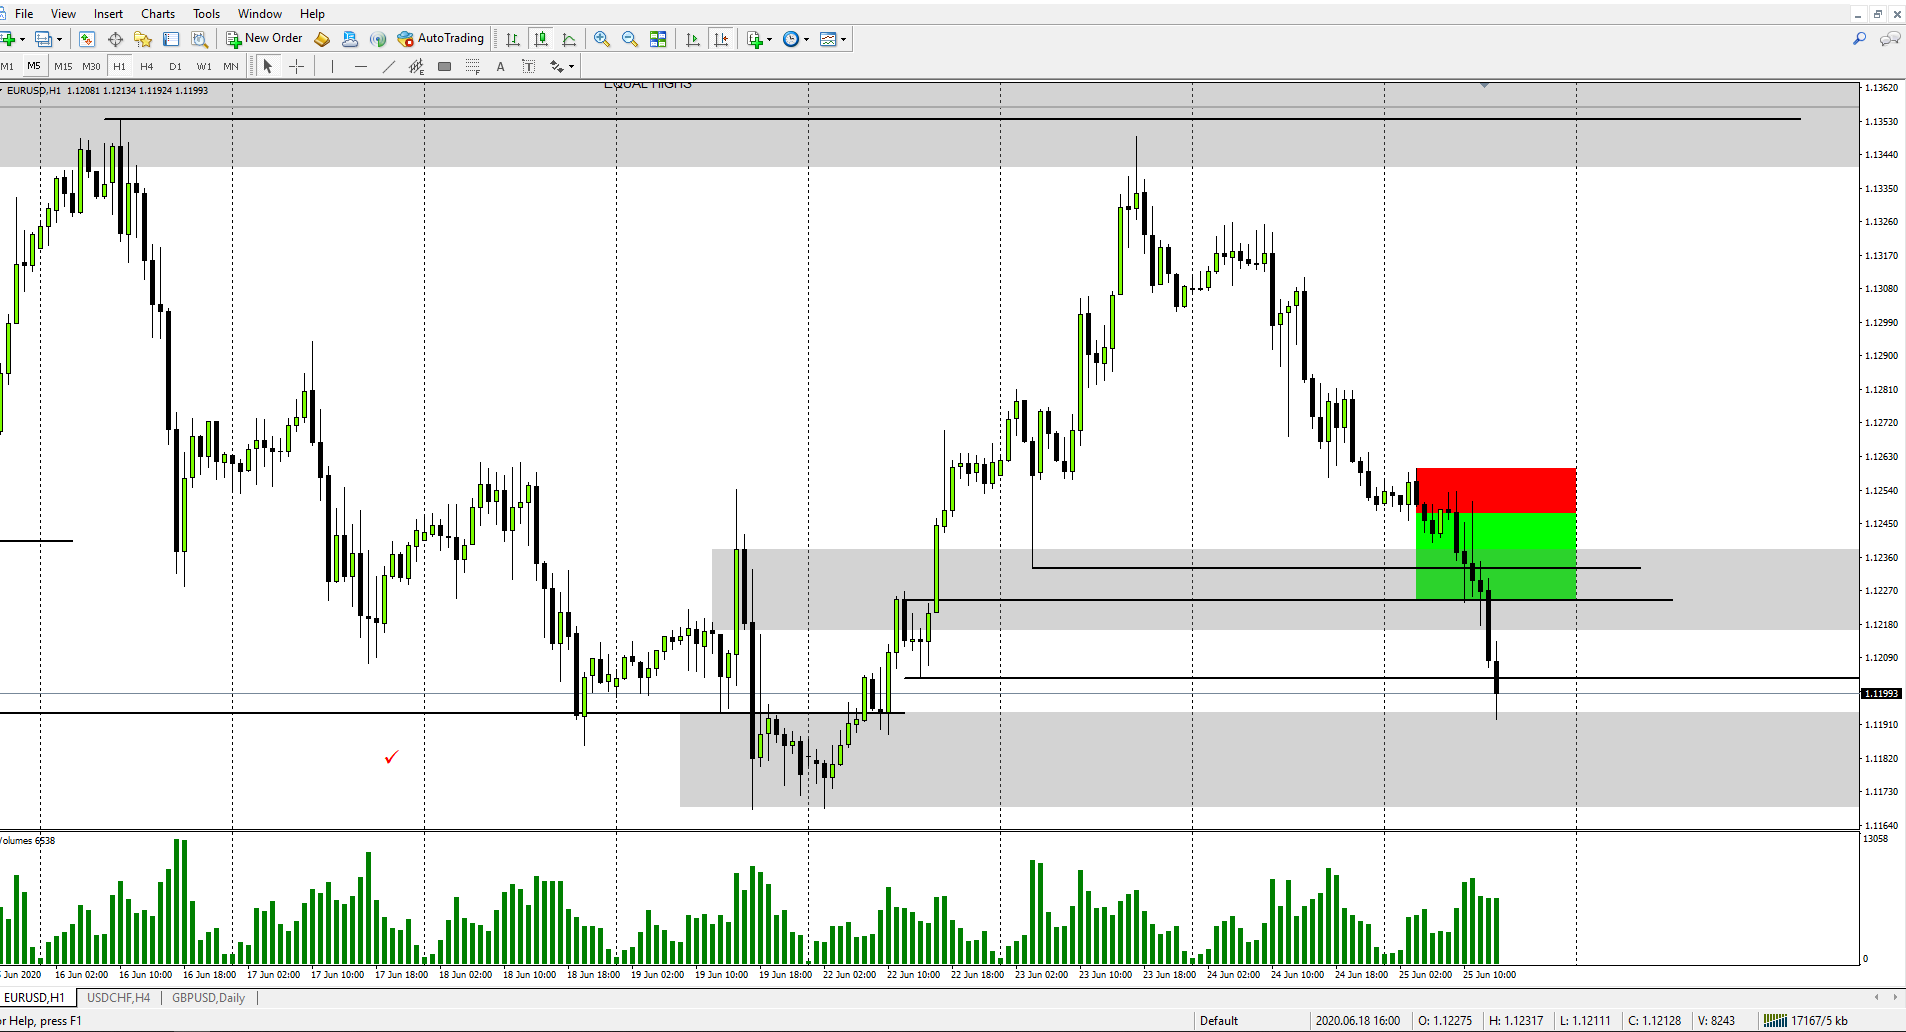 File View Insert Charts Tools Window Help
New Order AutoTrading
M1 M5 M15 M30 H1 H4 D1 W1 MN
EURUSD,H1 1.12081 1.12134 1.11924 1.11993
EQUAL HIGHS
1.13620
1.13530
1.13440
1.13350
1.13260
1.13170
1.13080
1.12990
1.12900
1.12810
1.12720
1.12630
1.12540
1.12450
1.12360
1.12270
1.12180
1.12090
1.11993
1.11910
1.11820
1.11730
1.11640
Volumes 6538
13058
0
Jun 2020 16 Jun 02:00 16 Jun 10:00 16 Jun 18:00 17 Jun 02:00 17 Jun 10:00 17 Jun 18:00 18 Jun 02:00 18 Jun 10:00 18 Jun 18:00 19 Jun 02:00 19 Jun 10:00 19 Jun 18:00 22 Jun 02:00 22 Jun 10:00 22 Jun 18:00 23 Jun 02:00 23 Jun 10:00 23 Jun 18:00 24 Jun 02:00 24 Jun 10:00 24 Jun 18:00 25 Jun 02:00 25 Jun 10:00
EURUSD,H1 USDCHF,H4 GBPUSD,Daily
or Help, press F1 Default 2020.06.18 16:00 O: 1.12275 H: 1.12317 L: 1.12111 C: 1.12128 V: 8243 17167/5 kb